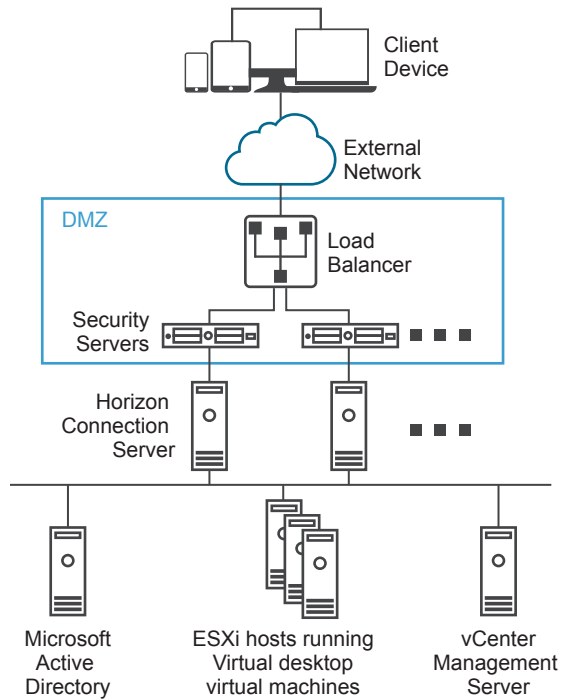 Client
Device
External
Network
DMZ
Load
Balancer
Security
Servers
Horizon
Connection
Server
Microsoft
Active
Directory
ESXi hosts running
Virtual desktop
virtual machines
vCenter
Management
Server